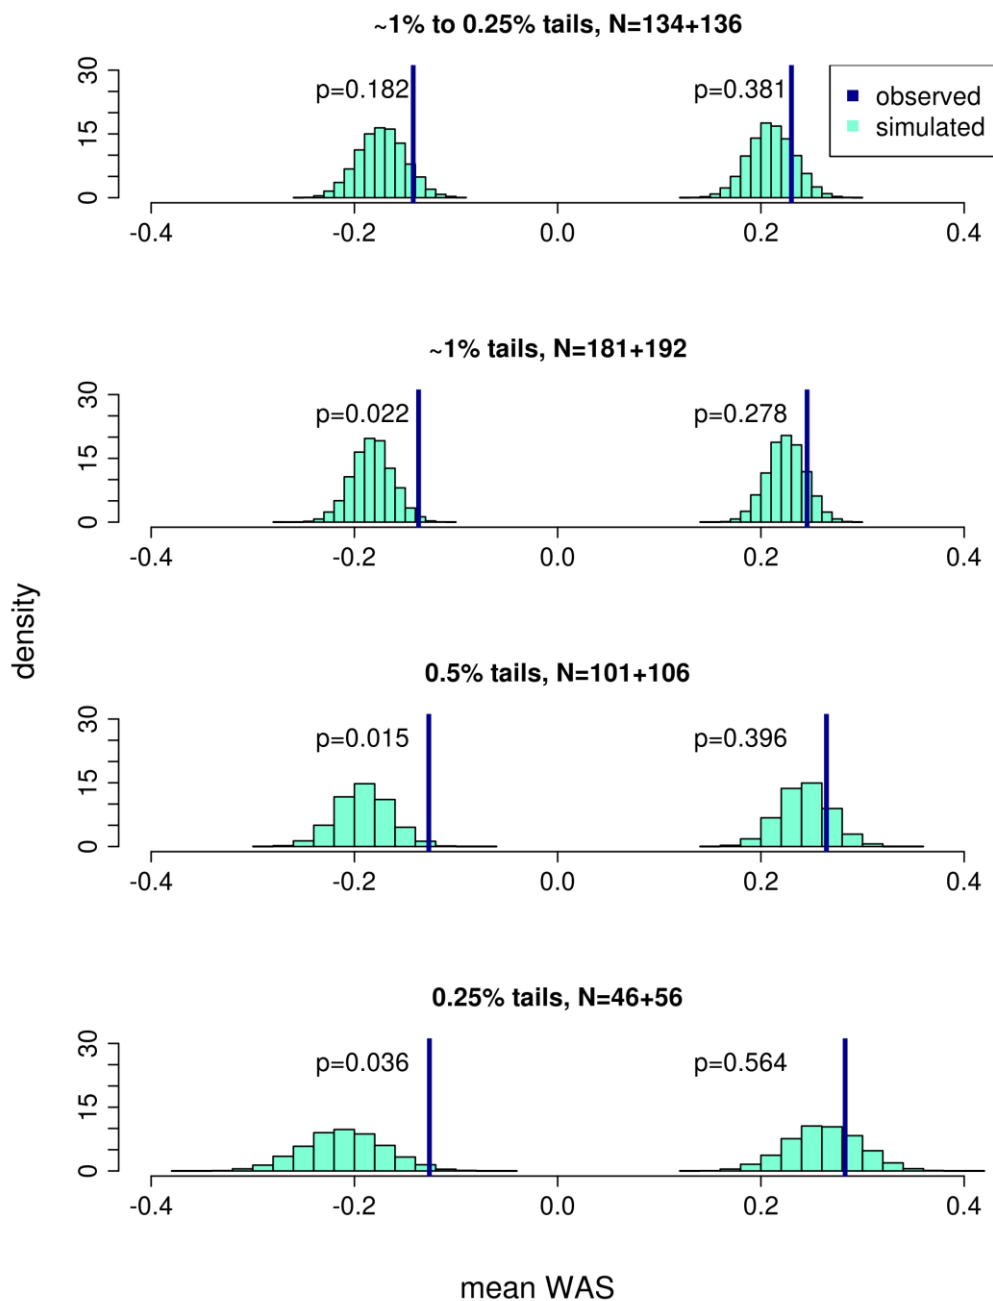 ~1% to 0.25% tails, N=134+136
p=0.182
p=0.381
observed
simulated
30
15
0
-0.4
-0.2
0.0
0.2
0.4
~1% tails, N=181+192
p=0.022
p=0.278
30
15
0
-0.4
-0.2
0.0
0.2
0.4
density
0.5% tails, N=101+106
p=0.015
p=0.396
30
15
0
-0.4
-0.2
0.0
0.2
0.4
0.25% tails, N=46+56
p=0.036
p=0.564
30
15
0
-0.4
-0.2
0.0
0.2
0.4
mean WAS